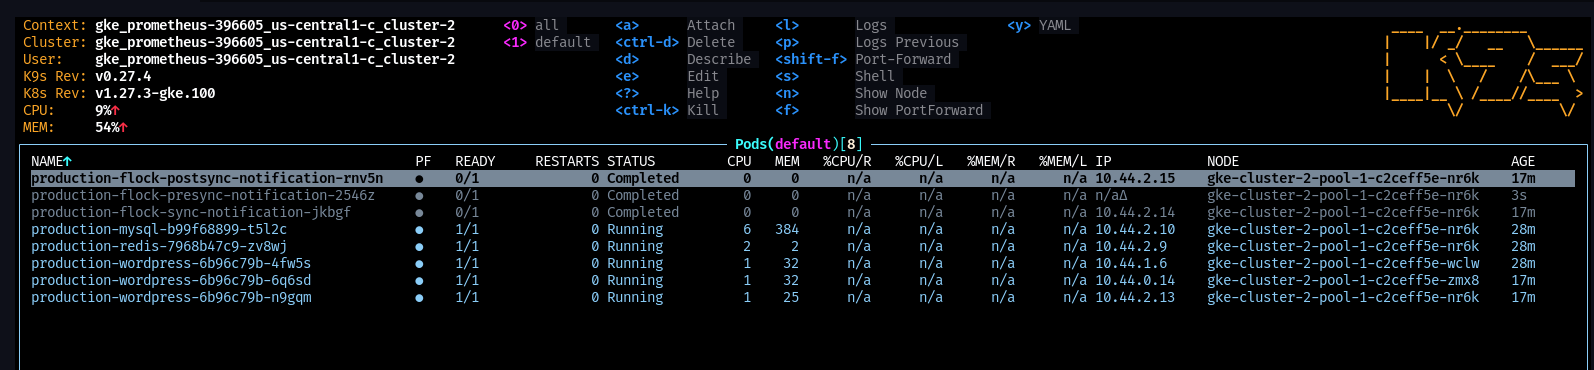 Context: gke_prometheus-396605_us-central1-c_cluster-2 <0> all <a> Attach <l> Logs <y> YAML
Cluster: gke_prometheus-396605_us-central1-c_cluster-2 <1> default <ctrl-d> Delete <p> Logs Previous
User: gke_prometheus-396605_us-central1-c_cluster-2 <d> Describe <shift-f> Port-Forward
K9s Rev: v0.27.4 <e> Edit <s> Shell
K8s Rev: v1.27.3-gke.100 <?> Help <n> Show Node
CPU: 9%↑ <ctrl-k> Kill <f> Show PortForward
MEM: 54%↑
K9s
Pods(default)[8]
NAME↑ PF READY RESTARTS STATUS CPU MEM %CPU/R %CPU/L %MEM/R %MEM/L IP NODE AGE
production-flock-postsync-notification-rnv5n ● 0/1 0 Completed 0 0 n/a n/a n/a n/a 10.44.2.15 gke-cluster-2-pool-1-c2ceff5e-nr6k 17m
production-flock-presync-notification-2546z ● 0/1 0 Completed 0 0 n/a n/a n/a n/a n/aΔ gke-cluster-2-pool-1-c2ceff5e-nr6k 3s
production-flock-sync-notification-jkbgf ● 0/1 0 Completed 0 0 n/a n/a n/a n/a 10.44.2.14 gke-cluster-2-pool-1-c2ceff5e-nr6k 17m
production-mysql-b99f68899-t5l2c ● 1/1 0 Running 6 384 n/a n/a n/a n/a 10.44.2.10 gke-cluster-2-pool-1-c2ceff5e-nr6k 28m
production-redis-7968b47c9-zv8wj ● 1/1 0 Running 2 2 n/a n/a n/a n/a 10.44.2.9 gke-cluster-2-pool-1-c2ceff5e-nr6k 28m
production-wordpress-6b96c79b-4fw5s ● 1/1 0 Running 1 32 n/a n/a n/a n/a 10.44.1.6 gke-cluster-2-pool-1-c2ceff5e-wclw 28m
production-wordpress-6b96c79b-6q6sd ● 1/1 0 Running 1 32 n/a n/a n/a n/a 10.44.0.14 gke-cluster-2-pool-1-c2ceff5e-zmx8 17m
production-wordpress-6b96c79b-n9gqm ● 1/1 0 Running 1 25 n/a n/a n/a n/a 10.44.2.13 gke-cluster-2-pool-1-c2ceff5e-nr6k 17m